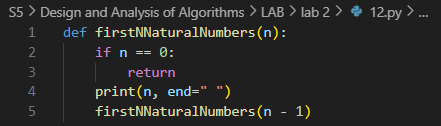 S5 > Design and Analysis of Algorithms > LAB > lab 2 > 12.py > ...
1 def firstNNaturalNumbers(n):
2     if n == 0:
3         return
4     print(n, end=" ")
5     firstNNaturalNumbers(n - 1)